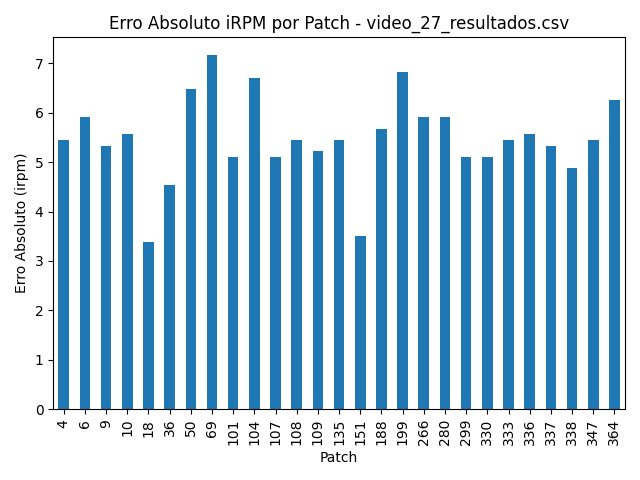 Erro Absoluto iRPM por Patch - video_27_resultados.csv
7
6
5
4
3
2
1
0
Erro Absoluto (irpm)
4 6 9 10 18 36 50 69 101 104 107 108 109 135 151 188 199 266 280 299 330 333 336 337 338 347 364
Patch